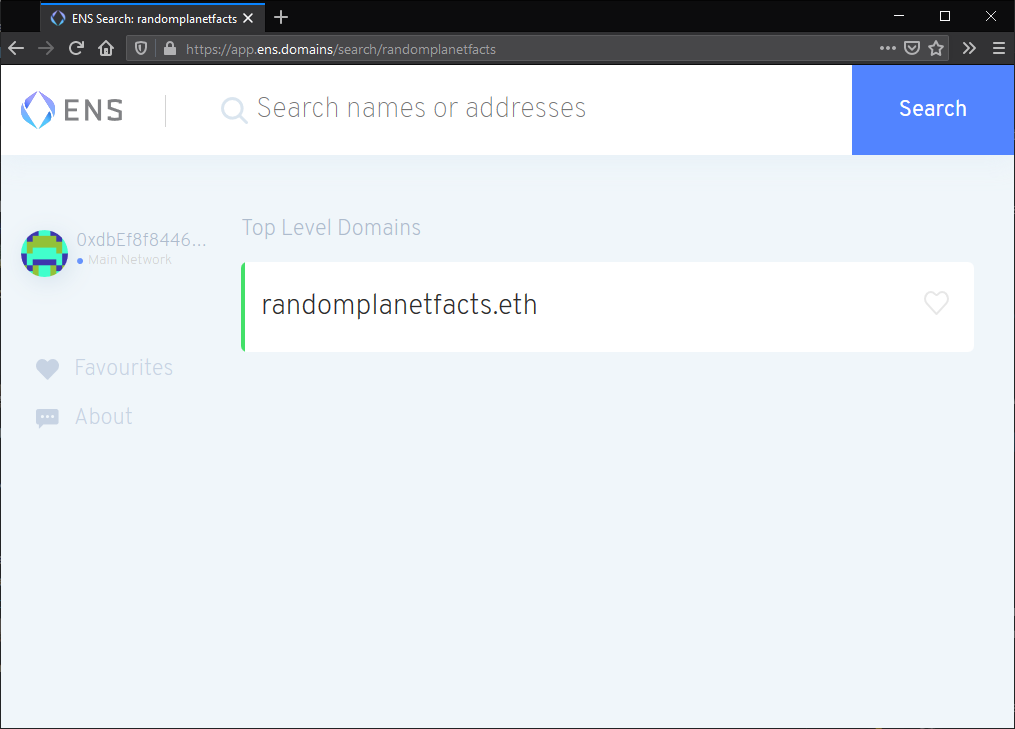 ENS Search: randomplanetfacts
https://app.ens.domains/search/randomplanetfacts
ENS
Search names or addresses
Search
0xdbEf8f8446...
Main Network
Favourites
About
Top Level Domains
randomplanetfacts.eth